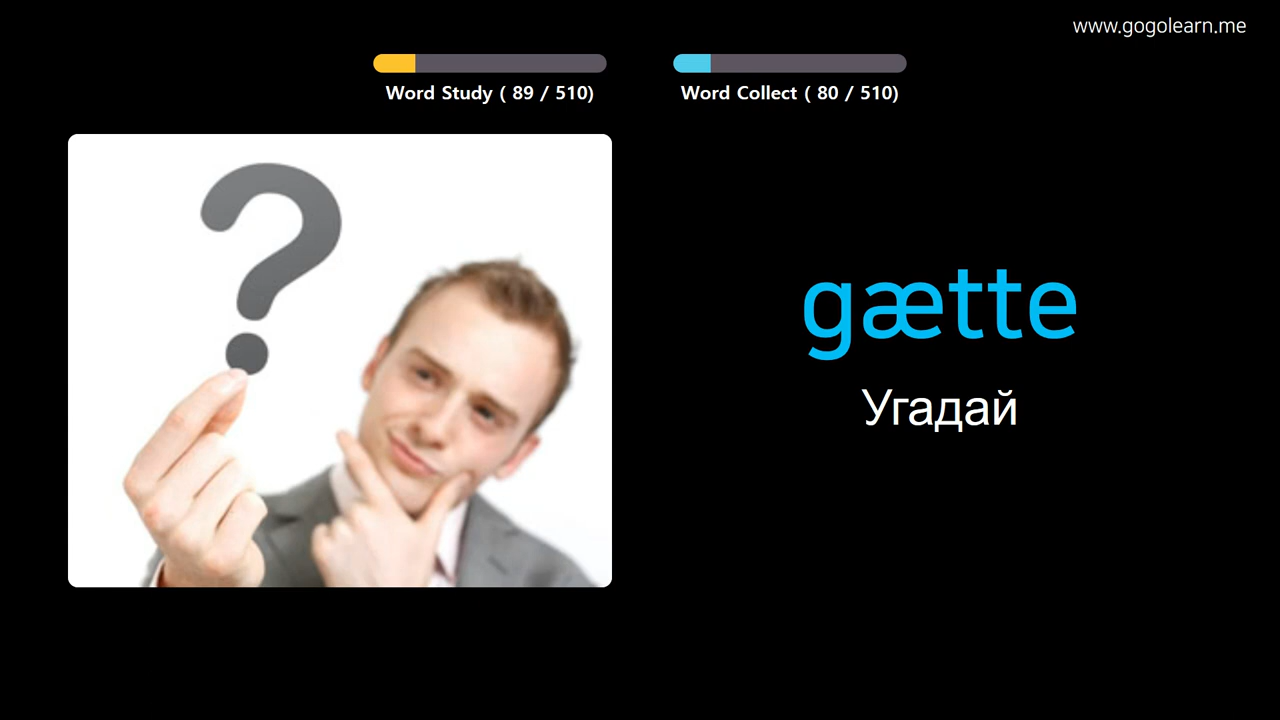 www.gogolearn.me
Word Study ( 89 / 510)
Word Collect ( 80 / 510)
?
gætte
Угадай